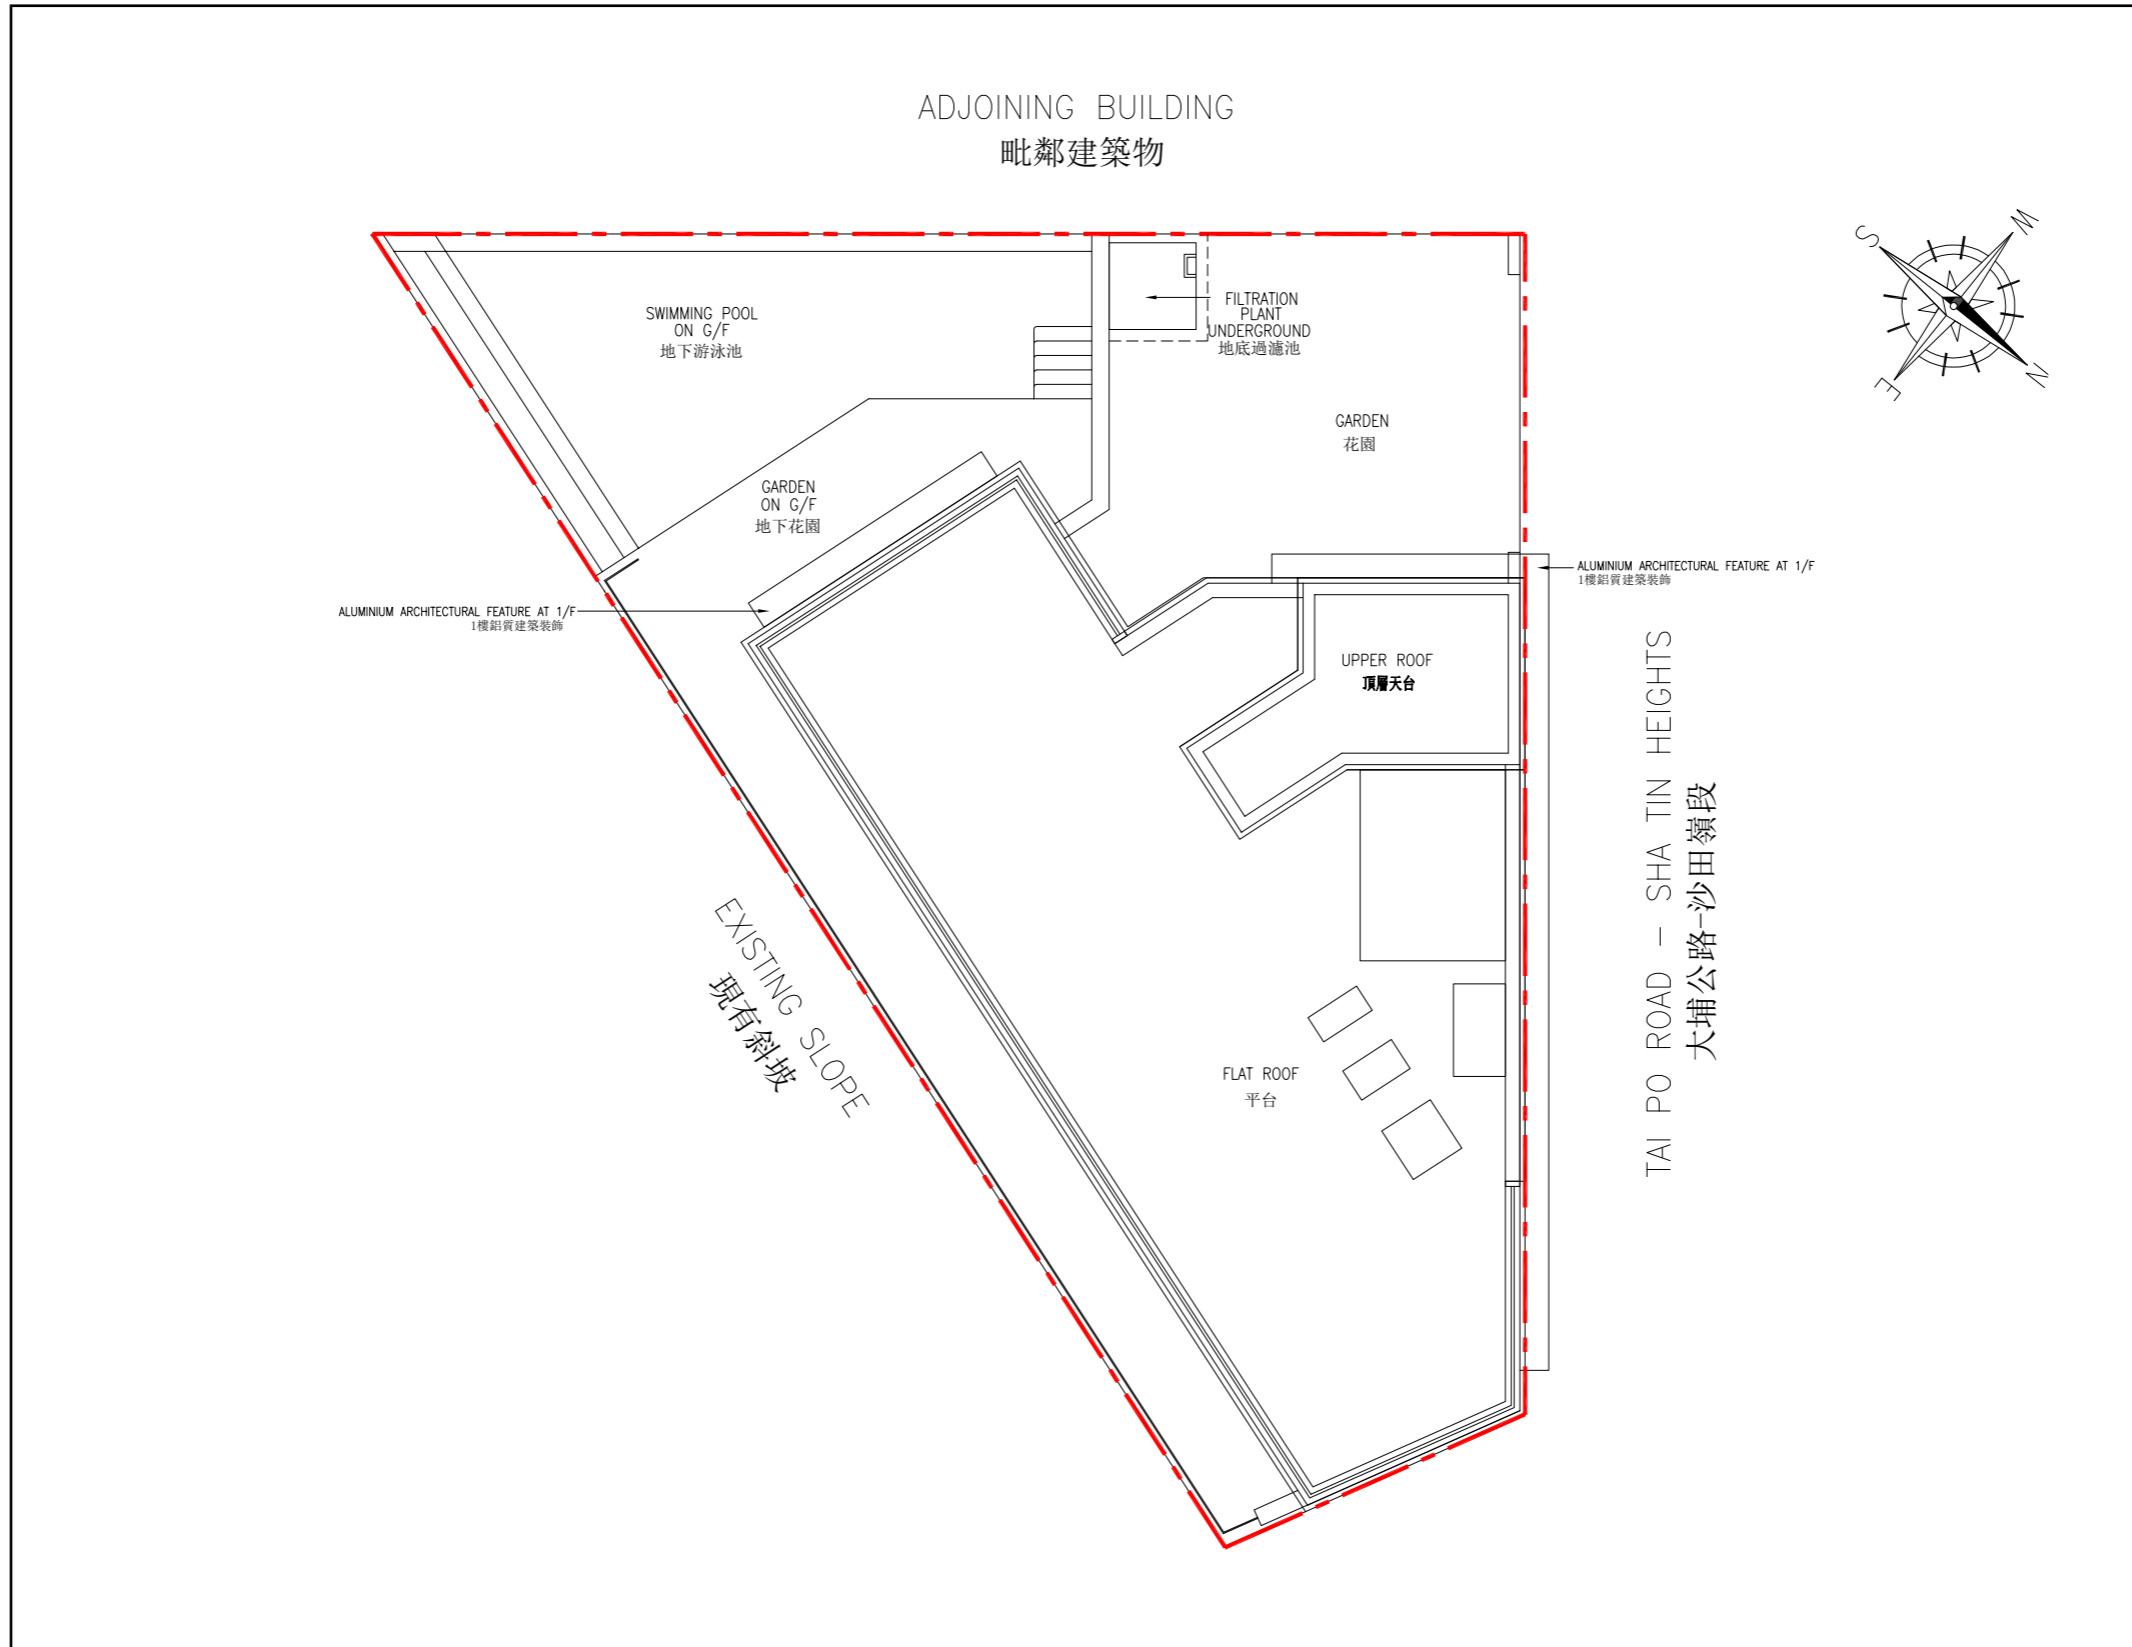 ADJOINING BUILDING
毗鄰建築物
S
W
N
E
SWIMMING POOL
ON G/F
地下游泳池
FILTRATION
PLANT
UNDERGROUND
地底過濾池
GARDEN
花園
GARDEN
ON G/F
地下花園
ALUMINIUM ARCHITECTURAL FEATURE AT 1/F
1樓鋁質建築裝飾
ALUMINIUM ARCHITECTURAL FEATURE AT 1/F
1樓鋁質建築裝飾
UPPER ROOF
頂層天台
TAI PO ROAD - SHA TIN HEIGHTS
大埔公路-沙田嶺段
EXISTING SLOPE
現有斜坡
FLAT ROOF
平台